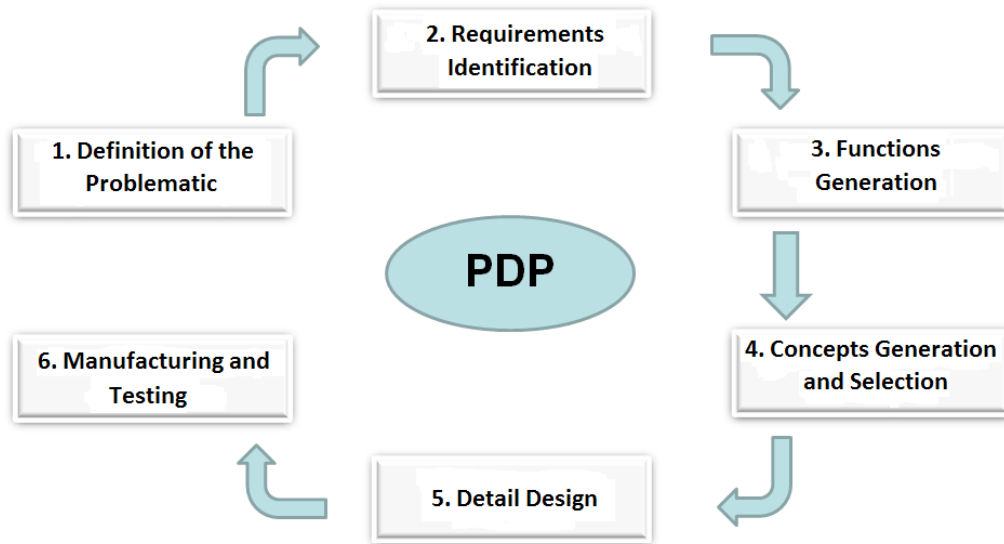 2. Requirements
Identification
1. Definition of the
Problematic
3. Functions
Generation
PDP
6. Manufacturing and
Testing
4. Concepts Generation
and Selection
5. Detail Design